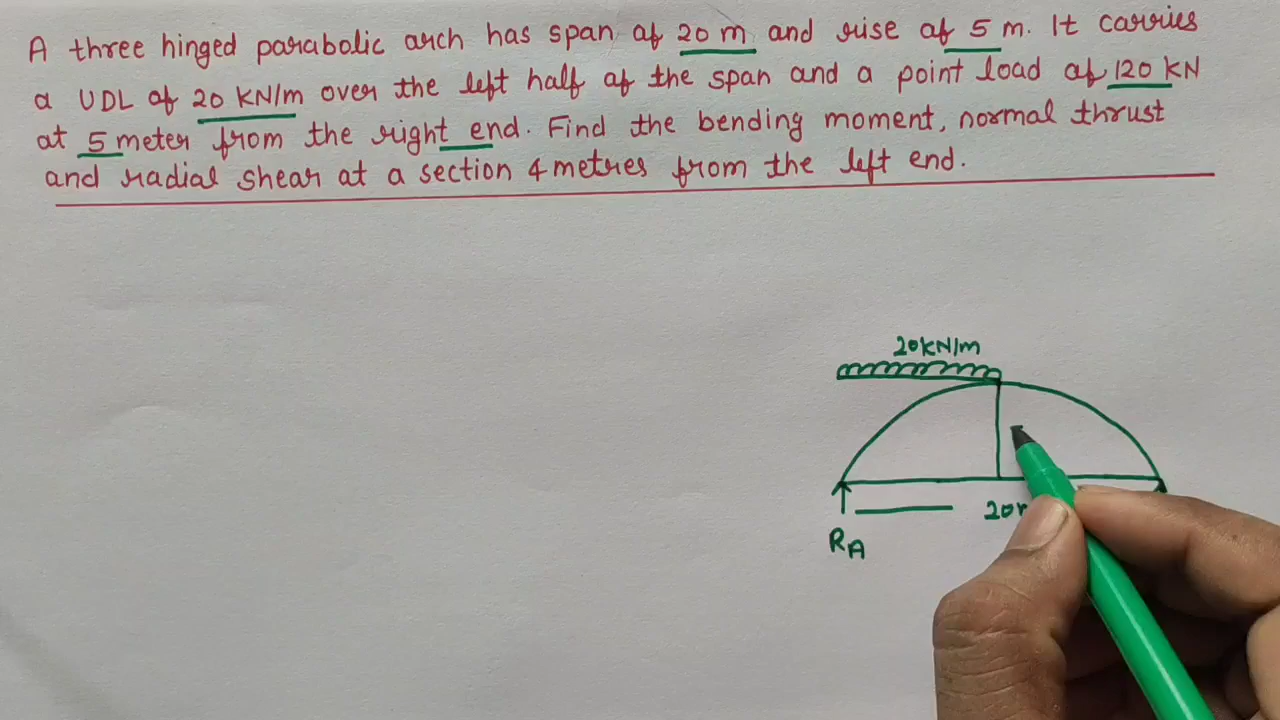 A three hinged parabolic arch has span of 20 m and rise of 5 m. It carries
a UDL of 20 KN/m over the left half of the span and a point load of 120 KN
at 5 meter from the right end. Find the bending moment, normal thrust
and radial shear at a section 4 metres from the left end.
20KN/m
20
RA